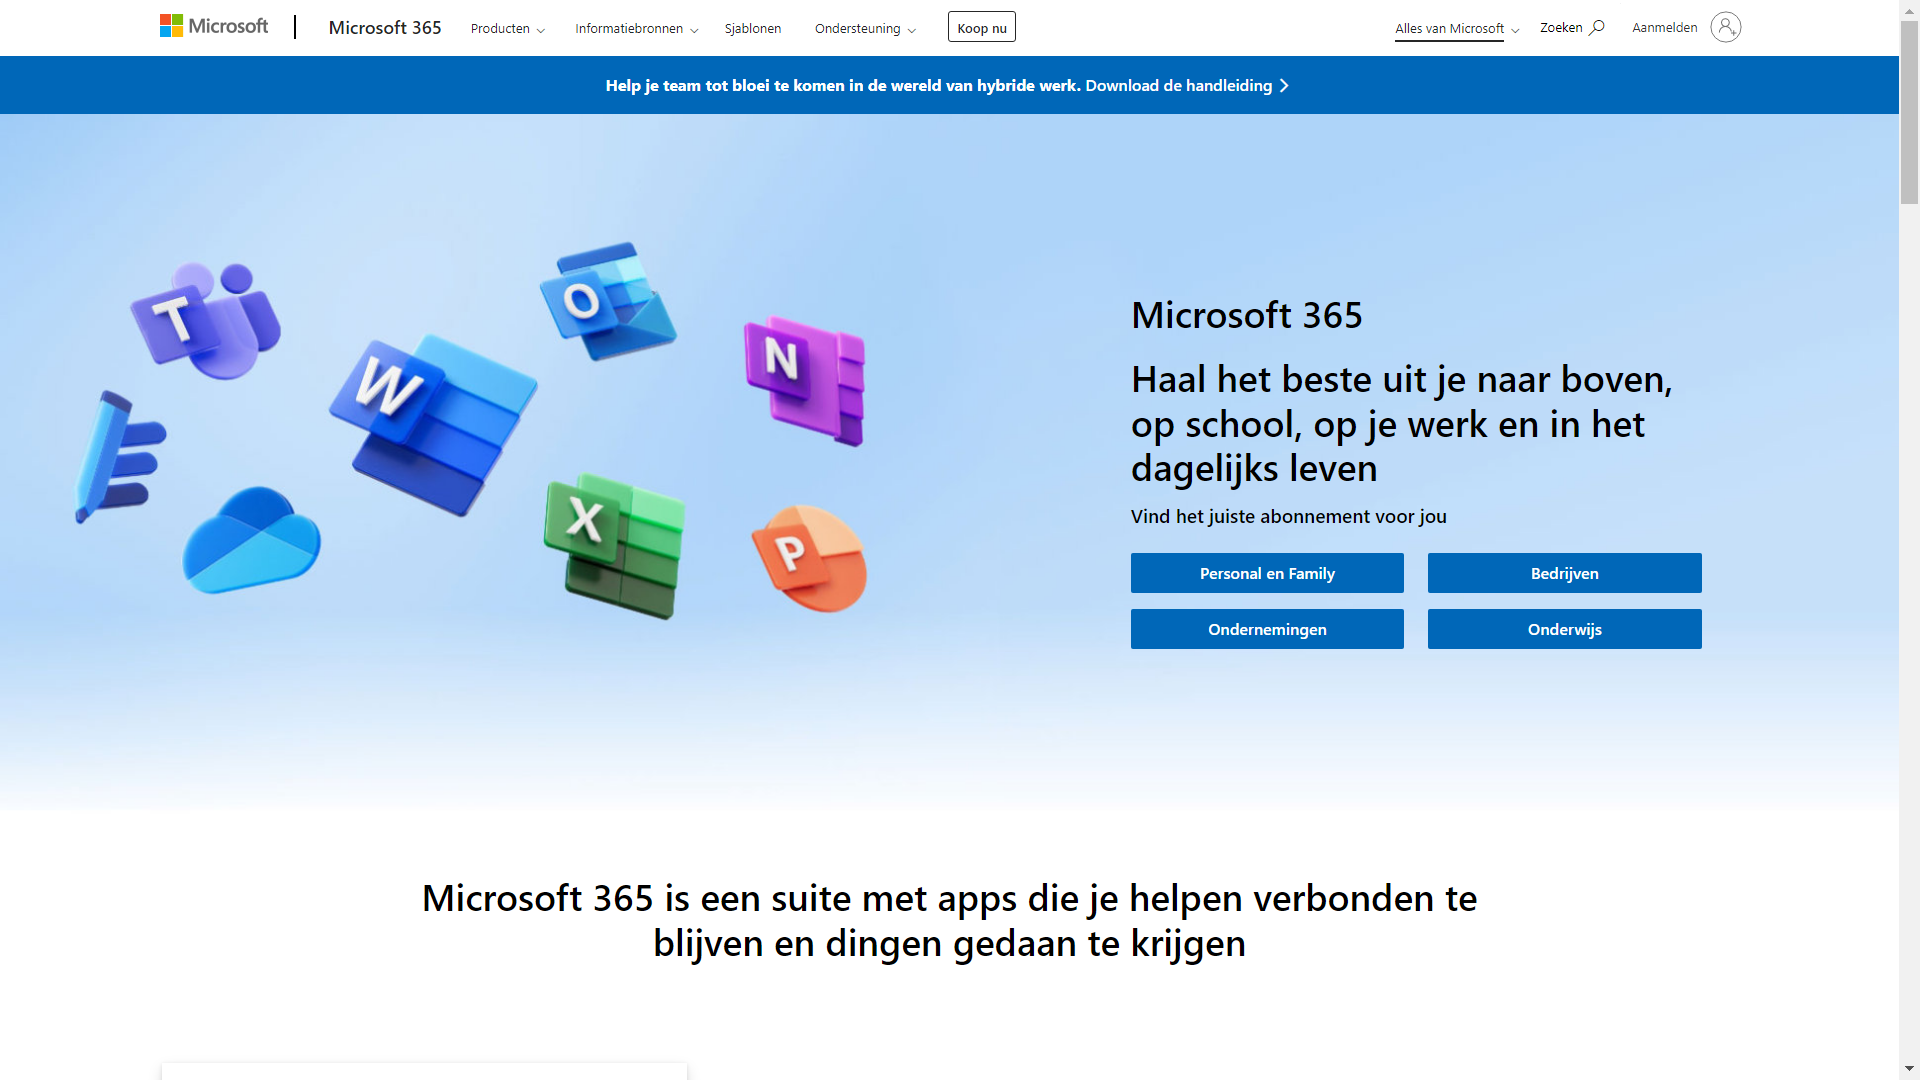 Microsoft
Microsoft 365
Producten
Informatiebronnen
Sjablonen
Ondersteuning
Koop nu
Alles van Microsoft
Zoeken
Aanmelden
Help je team tot bloei te komen in de wereld van hybride werk. Download de handleiding
T
W
O
N
X
P
Microsoft 365
Haal het beste uit je naar boven,
op school, op je werk en in het
dagelijks leven
Vind het juiste abonnement voor jou
Personal en Family
Bedrijven
Ondernemingen
Onderwijs
Microsoft 365 is een suite met apps die je helpen verbonden te
blijven en dingen gedaan te krijgen